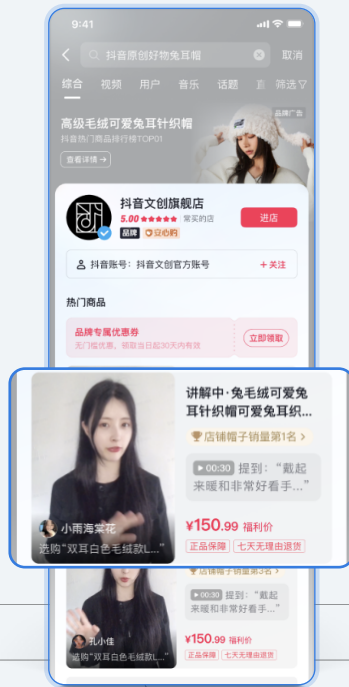 9:41
抖音原创好物兔耳帽
取消
综合 视频 用户 音乐 话题 直 筛选
高级毛绒可爱兔耳针织帽
品牌广告
抖音热门商品排行榜TOP01
查看详情 →
抖音文创旗舰店
5.00 ★★★★★ 常买的店
进店
品牌 安心购
抖音账号：抖音文创官方账号
+ 关注
热门商品
品牌专属优惠券
无门槛优惠，领取当日起30天内有效
立即领取
讲解中·兔毛绒可爱兔
耳针织帽可爱兔耳织...
店铺帽子销量第1名 >
▶ 00:30 提到：“戴起
来暖和非常好看手...”
小雨海棠花
¥150.99 福利价
选购“双耳白色毛绒款L...”
正品保障 七天无理由退货
店铺帽子销量第3名 >
▶ 00:30 提到：“戴起
来暖和非常好看手...”
孔小佳
¥150.99 福利价
选购“双耳白色毛绒款L...”
正品保障 七天无理由退货